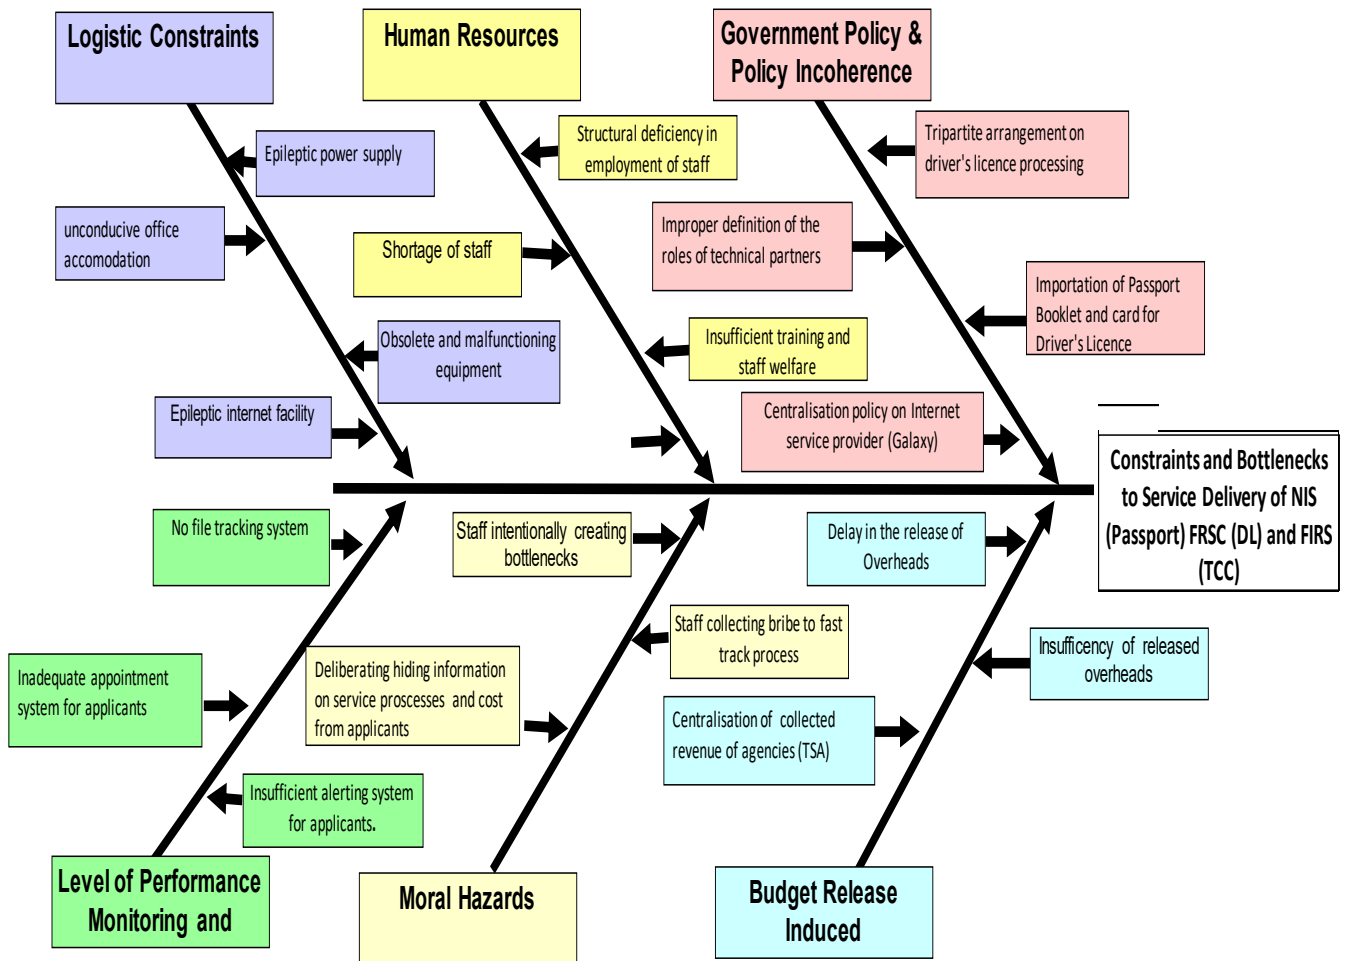 Logistic Constraints
Human Resources
Government Policy &
Policy Incoherence
Epileptic power supply
Structural deficiency in
employment of staff
Tripartite arrangement on
driver's licence processing
unconducive office
accomodation
Shortage of staff
Improper definition of the
roles of technical partners
Importation of Passport
Booklet and card for
Driver's Licence
Obsolete and malfunctioning
equipment
Insufficient training and
staff welfare
Epileptic internet facility
Centralisation policy on Internet
service provider (Galaxy)
Constraints and Bottlenecks
to Service Delivery of NIS
(Passport) FRSC (DL) and FIRS
(TCC)
No file tracking system
Staff intentionally creating
bottlenecks
Delay in the release of
Overheads
Inadequate appointment
system for applicants
Deliberating hiding information
on service proscesses and cost
from applicants
Staff collecting bribe to fast
track process
Insufficency of released
overheads
Centralisation of collected
revenue of agencies (TSA)
Insufficient alerting system
for applicants.
Level of Performance
Monitoring and
Moral Hazards
Budget Release
Induced